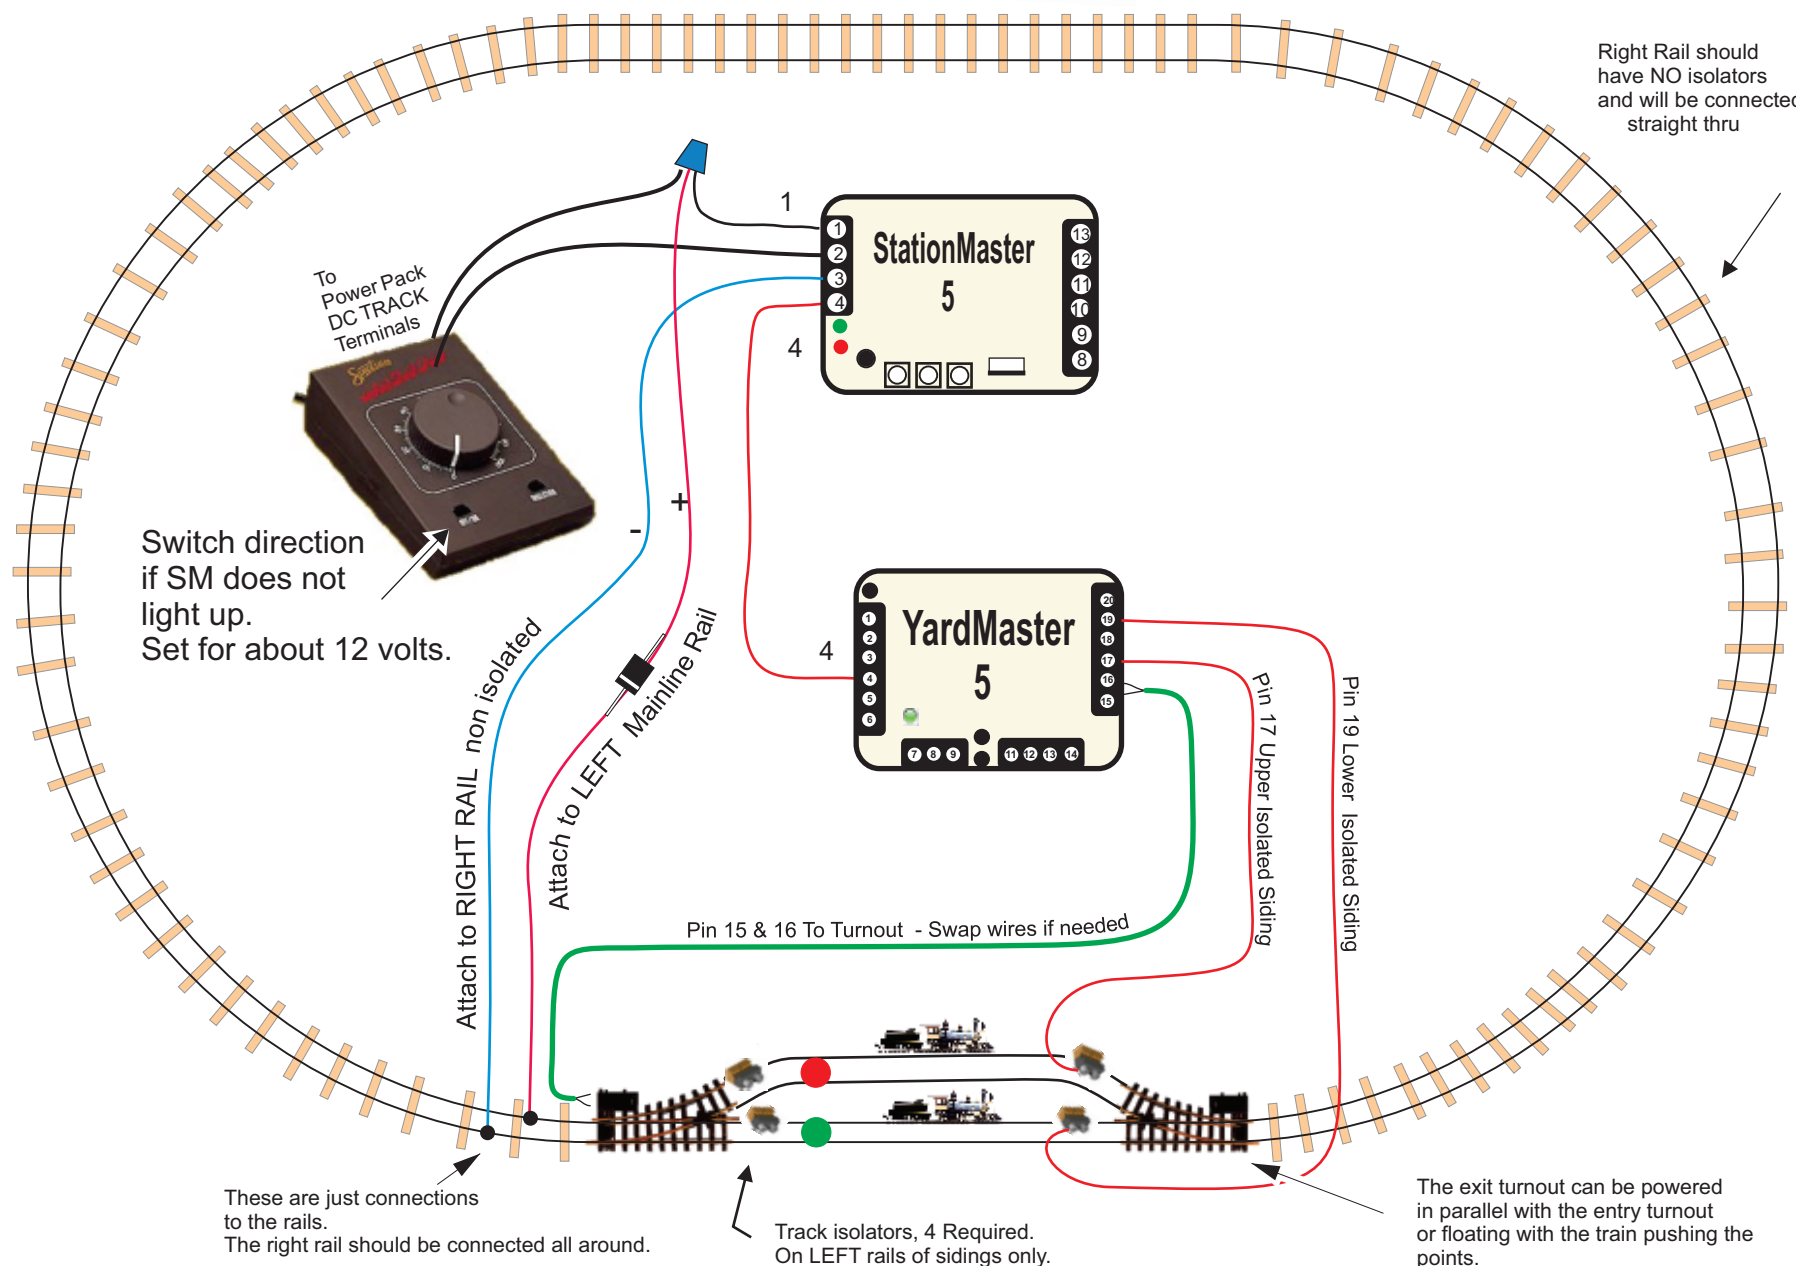 Right Rail should
have NO isolators
and will be connected
straight thru
To
Power Pack
DC TRACK
Terminals
1
StationMaster
5
1
2
3
4
13
12
11
10
9
8
4
+
-
Switch direction
if SM does not
light up.
Set for about 12 volts.
YardMaster
5
4
1
2
3
4
5
6
7
8
9
11
12
13
14
20
19
18
17
16
15
Attach to RIGHT RAIL non isolated
Attach to LEFT Mainline Rail
Pin 17 Upper Isolated Siding
Pin 19 Lower Isolated Siding
Pin 15 & 16 To Turnout - Swap wires if needed
These are just connections
to the rails.
The right rail should be connected all around.
Track isolators, 4 Required.
On LEFT rails of sidings only.
The exit turnout can be powered
in parallel with the entry turnout
or floating with the train pushing the
points.